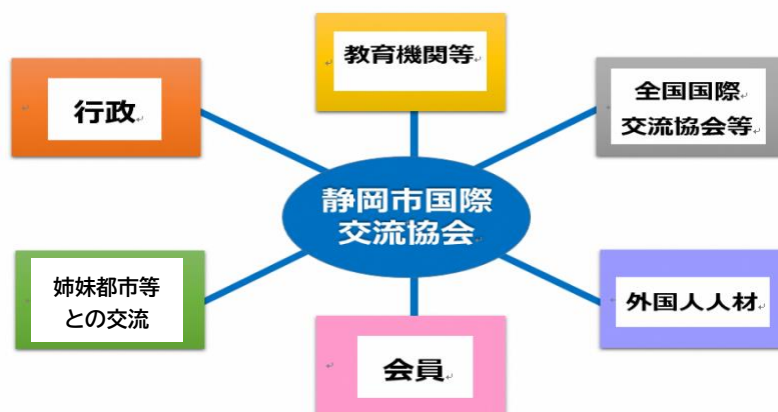 教育機関等
行政
全国国際
交流協会等
静岡市国際
交流協会
姉妹都市等
との交流
外国人人材
会員